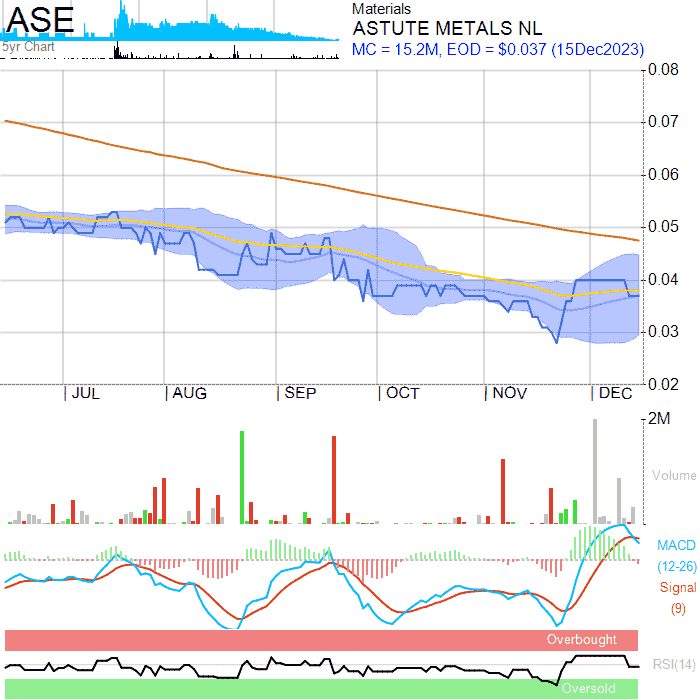 ASE
5yr Chart
Materials
ASTUTE METALS NL
MC = 15.2M, EOD = $0.037 (15Dec2023)
0.08
0.07
0.06
0.05
0.04
0.03
0.02
JUL AUG SEP OCT NOV DEC
2M
Volume
MACD
(12-26)
Signal
(9)
Overbought
RSI(14)
Oversold